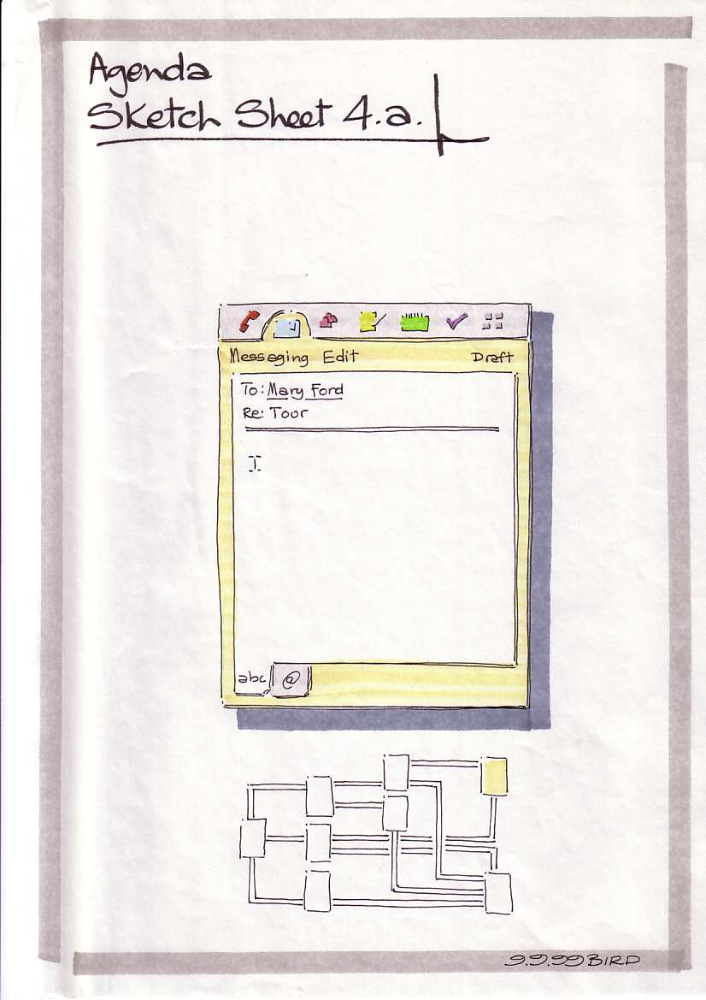 Agenda
Sketch Sheet 4.a.
Messaging Edit Draft
To: Mary Ford
Re: Tour
abc @
9.9.99 BIRD